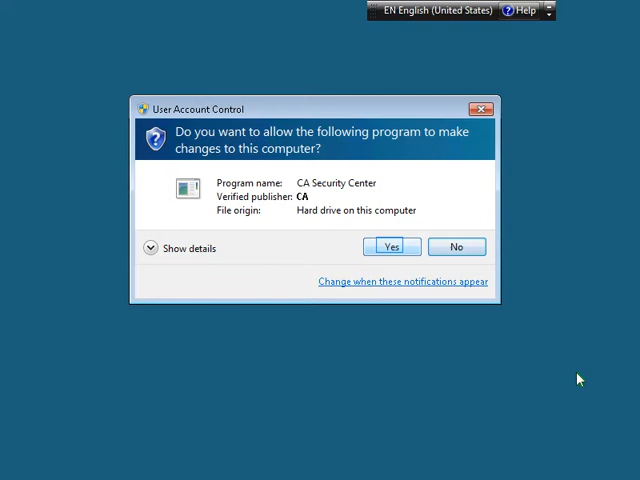 EN English (United States) Help
User Account Control
Do you want to allow the following program to make
changes to this computer?
Program name: CA Security Center
Verified publisher: CA
File origin: Hard drive on this computer
Show details Yes No
Change when these notifications appear